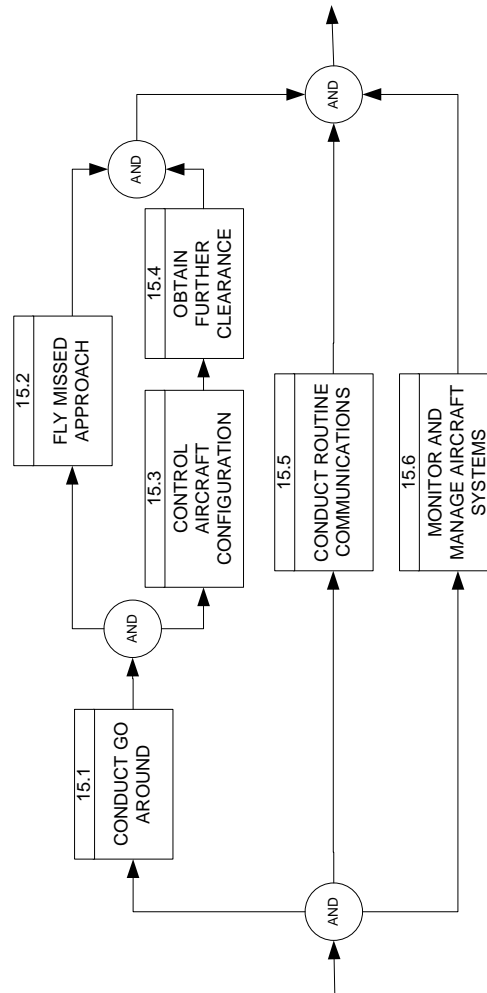 AND
15.1
CONDUCT GO
AROUND
AND
15.2
FLY MISSED
APPROACH
15.3
CONTROL
AIRCRAFT
CONFIGURATION
15.4
OBTAIN
FURTHER
CLEARANCE
AND
15.5
CONDUCT ROUTINE
COMMUNICATIONS
15.6
MONITOR AND
MANAGE AIRCRAFT
SYSTEMS
AND